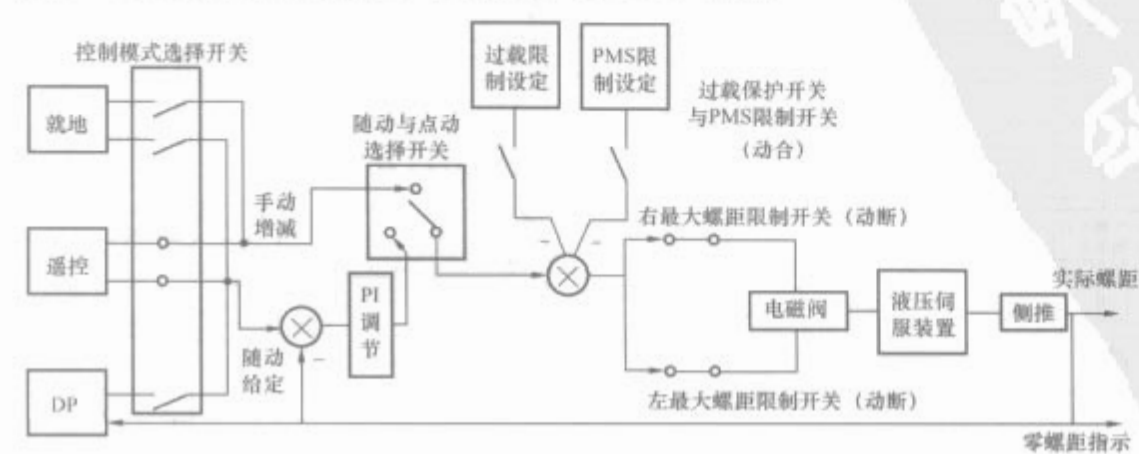 控制模式选择开关
就地
遥控
DP
手动
增减
随动
给定
PI
调
节
随动与点动
选择开关
过载限
制设定
PMS限
制设定
过载保护开关
与PMS限制开关
(动合)
右最大螺距限制开关(动断)
左最大螺距限制开关(动断)
电磁阀
液压伺
服装置
侧推
实际螺距
零螺距指示